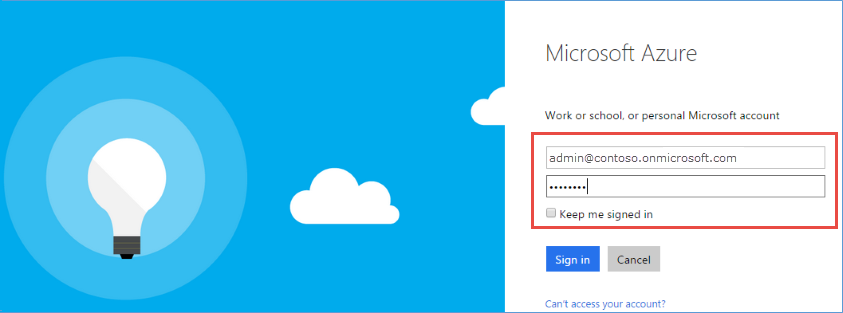 Microsoft Azure
Work or school, or personal Microsoft account
admin@contoso.onmicrosoft.com
••••••••
Keep me signed in
Sign in Cancel
Can't access your account?